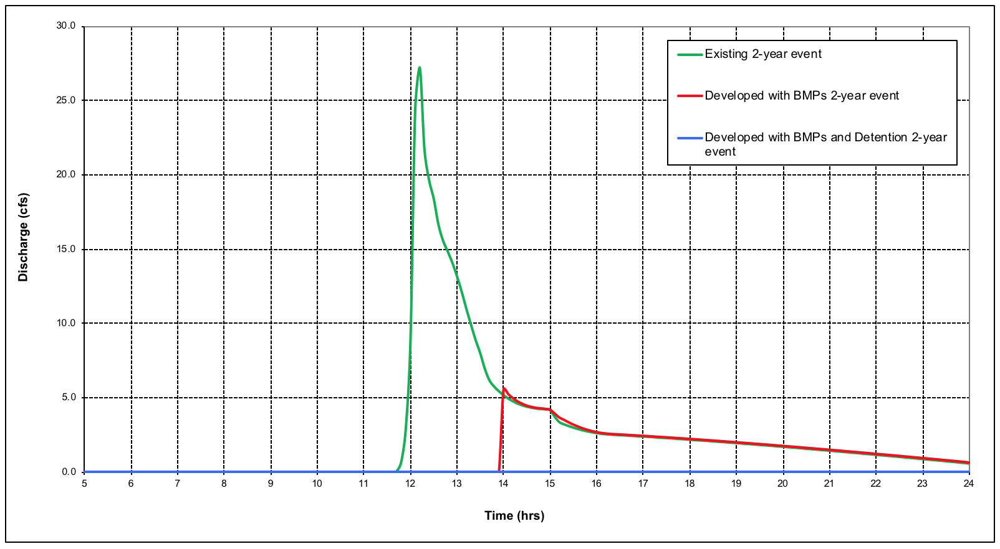 30.0
25.0
20.0
15.0
10.0
5.0
0.0
Discharge (cfs)
Existing 2-year event
Developed with BMPs 2-year event
Developed with BMPs and Detention 2-year
event
5 6 7 8 9 10 11 12 13 14 15 16 17 18 19 20 21 22 23 24
Time (hrs)